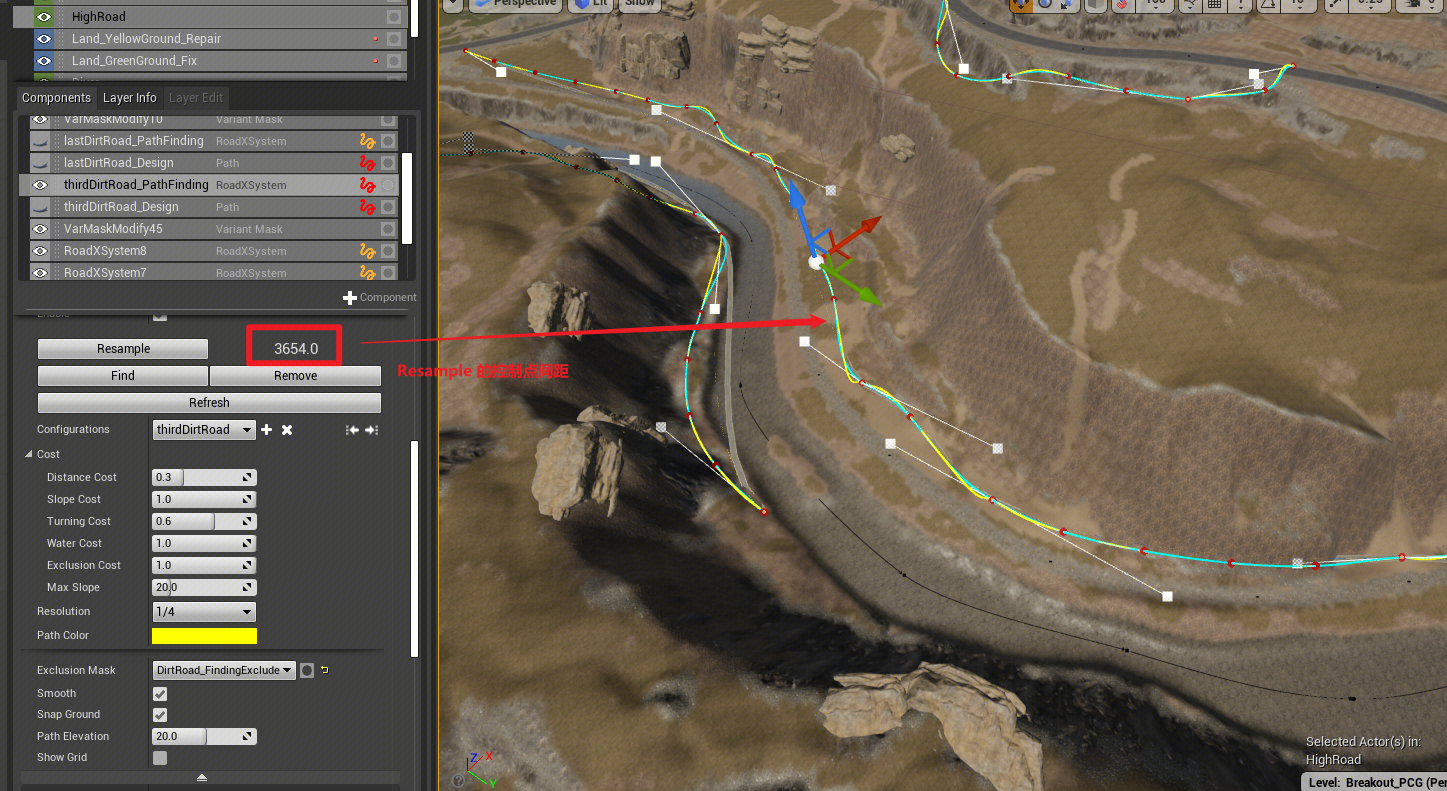 HighRoad
Land_YellowGround_Repair
Land_GreenGround_Fix
Components Layer Info Layer Edit
VarMaskModify10 Variant Mask
lastDirtRoad_PathFinding RoadXSystem
lastDirtRoad_Design Path
thirdDirtRoad_PathFinding RoadXSystem
thirdDirtRoad_Design Path
VarMaskModify45 Variant Mask
RoadXSystem8 RoadXSystem
RoadXSystem7 RoadXSystem
Component
Resample 3654.0
Find Remove
Refresh
Configurations thirdDirtRoad
Cost
Distance Cost 0.3
Slope Cost 1.0
Turning Cost 0.6
Water Cost 1.0
Exclusion Cost 1.0
Max Slope 20.0
Resolution 1/4
Path Color
Exclusion Mask DirtRoad_FindingExclude
Smooth
Snap Ground
Path Elevation 20.0
Show Grid
Perspective Lit Show
Resample 的控制点间距
Z X
Y
Selected Actor(s) in:
HighRoad
Level: Breakout_PCG (Per